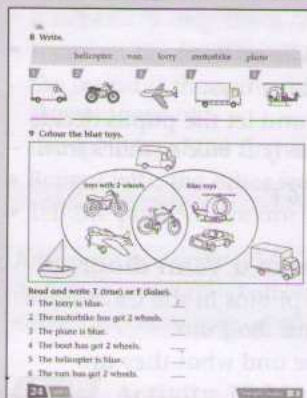 8 Write.
helicopter van lorry motorbike plane
9 Colour the blue toys.
toys with 2 wheels
blue toys
Read and write T (true) or F (false).
1 The lorry is blue.
2 The motorbike has got 2 wheels.
3 The plane is blue.
4 The boat has got 2 wheels.
5 The helicopter is blue.
6 The van has got 2 wheels.
24